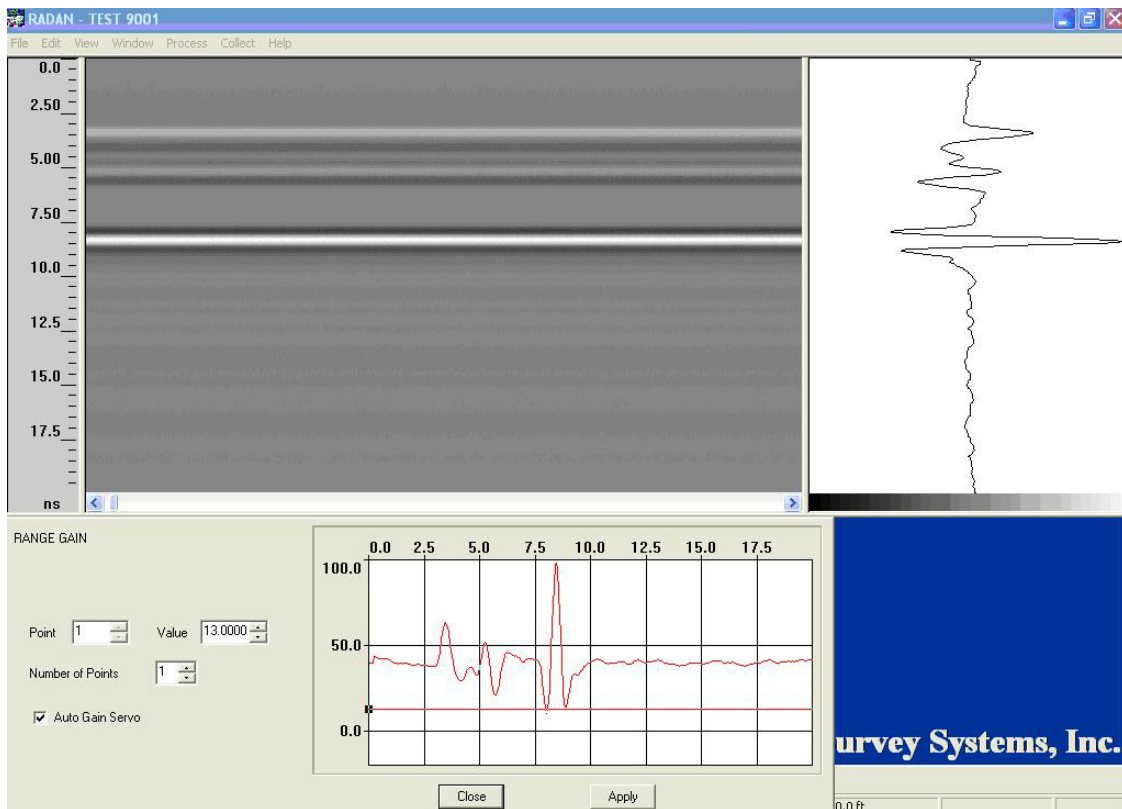 RADAN - TEST 9001
File Edit View Window Process Collect Help
0.0
2.50
5.00
7.50
10.0
12.5
15.0
17.5
ns
RANGE GAIN
Point 1 Value 13.0000
Number of Points 1
Auto Gain Servo
0.0 2.5 5.0 7.5 10.0 12.5 15.0 17.5
100.0
50.0
0.0
urvey Systems, Inc.
Close Apply
0.0 ft